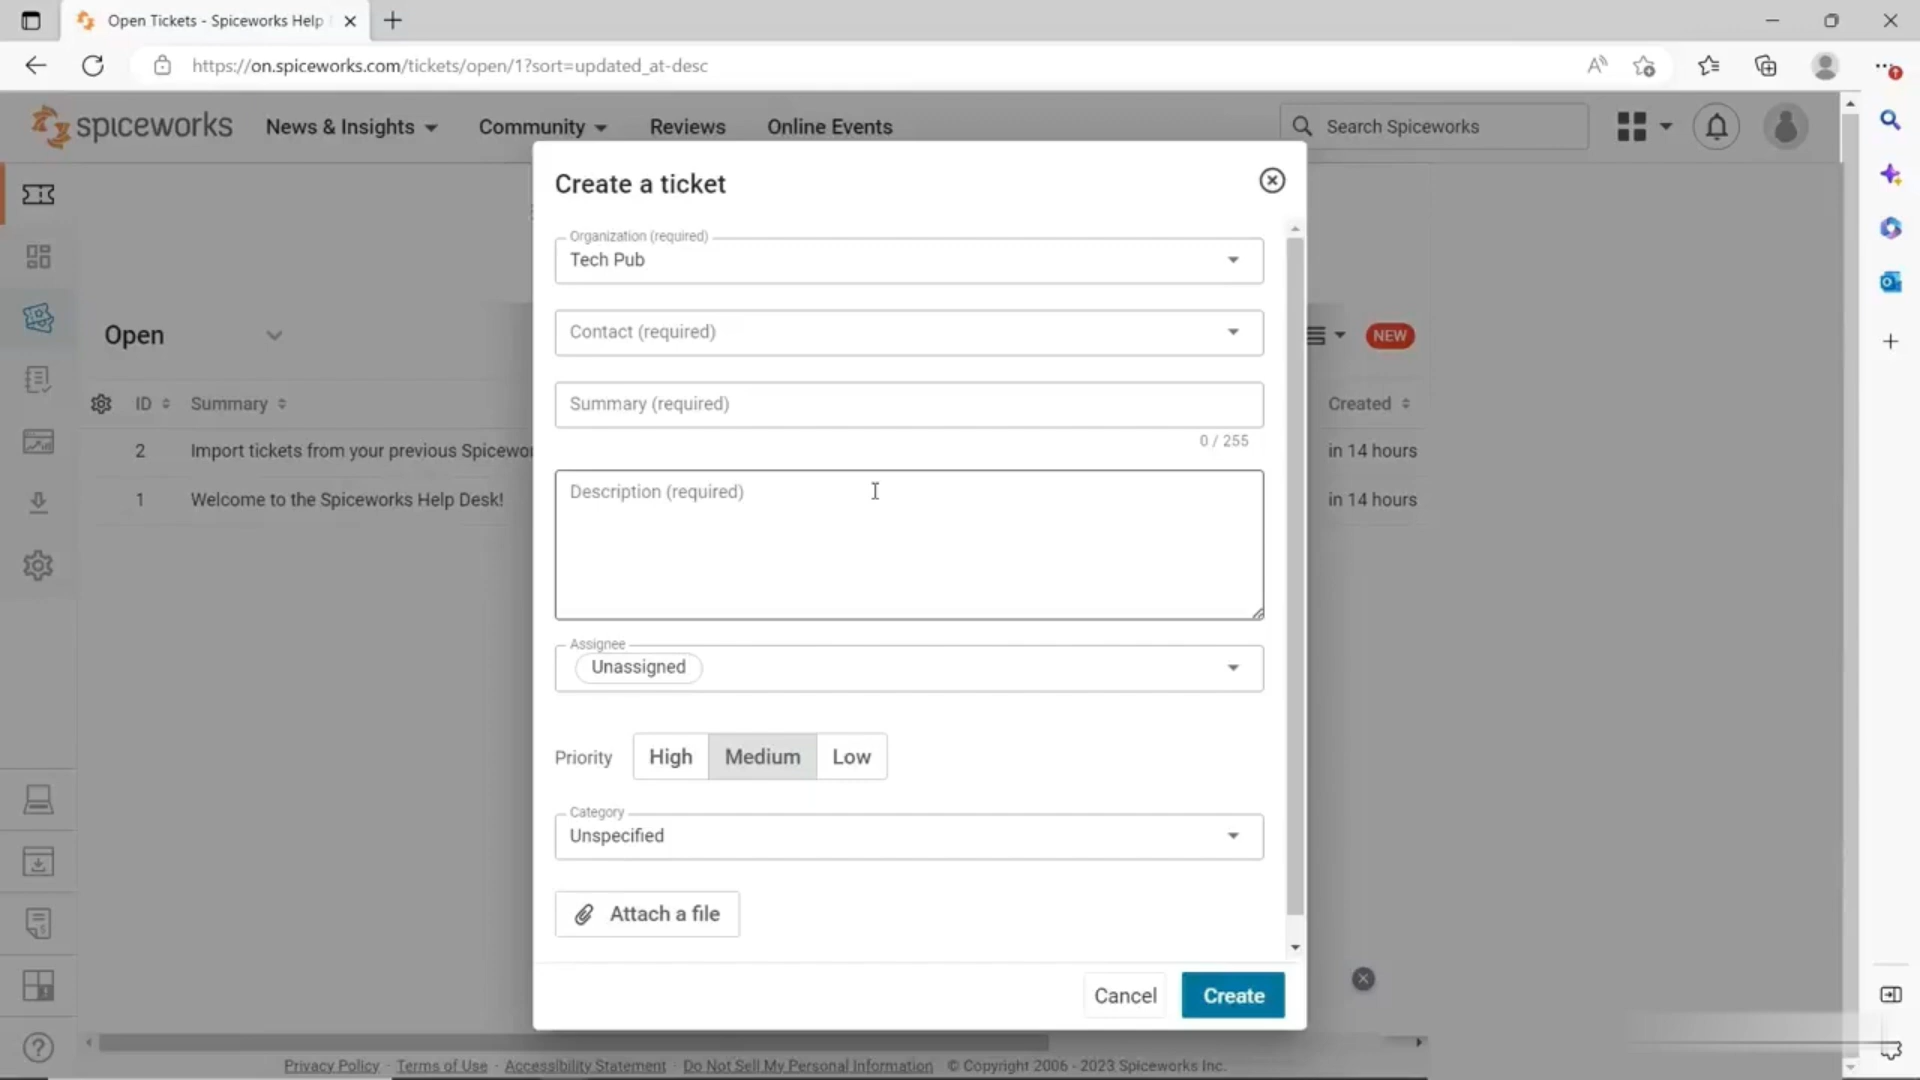 Open Tickets - Spiceworks Help
https://on.spiceworks.com/tickets/open/1?sort=updated_at-desc
spiceworks News & Insights Community Reviews Online Events Search Spiceworks
Create a ticket
Organization (required)
Tech Pub
Contact (required)
Open NEW
Summary (required)
ID Summary Created
0 / 255
2 Import tickets from your previous in 14 hours
Description (required)
1 Welcome to the Spiceworks Help Desk! in 14 hours
Assignee
Unassigned
Priority High Medium Low
Category
Unspecified
Attach a file
Cancel Create
Privacy Policy · Terms of Use · Accessibility Statement · Do Not Sell My Personal Information © Copyright 2006 - 2023 Spiceworks Inc.